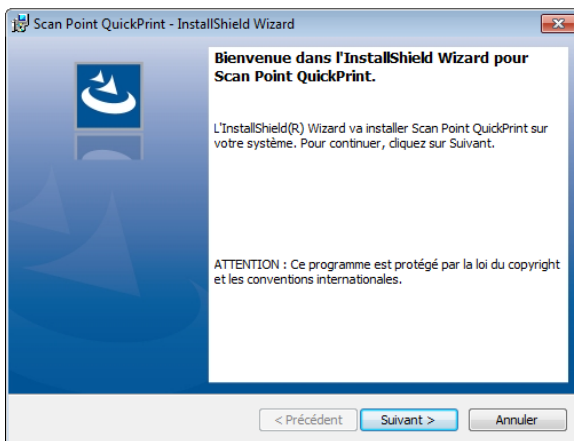 Scan Point QuickPrint - InstallShield Wizard
Bienvenue dans l'InstallShield Wizard pour
Scan Point QuickPrint.
L'InstallShield(R) Wizard va installer Scan Point QuickPrint sur
votre système. Pour continuer, cliquez sur Suivant.
ATTENTION : Ce programme est protégé par la loi du copyright
et les conventions internationales.
< Précédent
Suivant >
Annuler